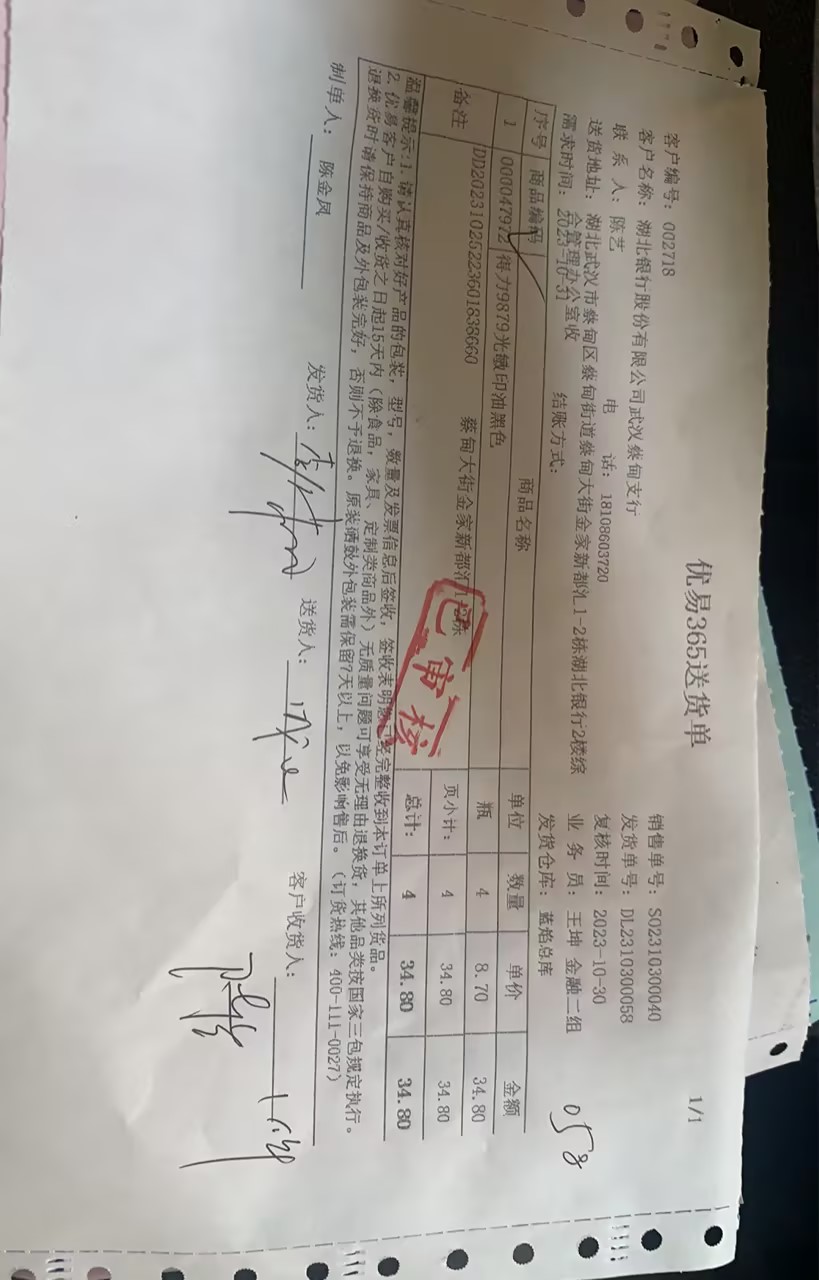 优易365送货单
1/1
客户编号：002718 销售单号：SO2310300040
客户名称：湖北银行股份有限公司武汉蔡甸支行 发货单号：DL2310300058
联 系 人：陈艺 电 话：18108603720 复核时间：2023-10-30
送货地址：湖北武汉市蔡甸区蔡甸街道蔡甸大街金家新都汇1-2栋湖北银行2楼综合管理办公室收 业 务 员：王坤 金融二组
需求时间：2023-10-31 结账方式： 发货仓库：蓝焰总库
058
序号 商品编码 商品名称 单位 数量 单价 金额
1 000047972 得力9879光敏印油黑色 瓶 4 8.70 34.80
备注 DD20231025223601838660 蔡甸大街金家新都汇1-2栋 页小计： 4 34.80 34.80
总计： 4 34.80 34.80
已审核
温馨提示:1.请认真核对好产品的包装，型号，数量及发票信息后签收，签收表明您已经完整收到本订单上所列货品。
2.优易客户自购买/收货之日起15天内（除食品，家具、定制类商品外）无质量问题可享受无理由退换货，其他品类按国家三包规定执行。
退换货时请保持商品及外包装完好，否则不予退换。原装硒鼓外包装需保留7天以上，以免影响售后。（订货热线：400-111-0027）
制单人：陈金凤 发货人： 送货人： 客户收货人：